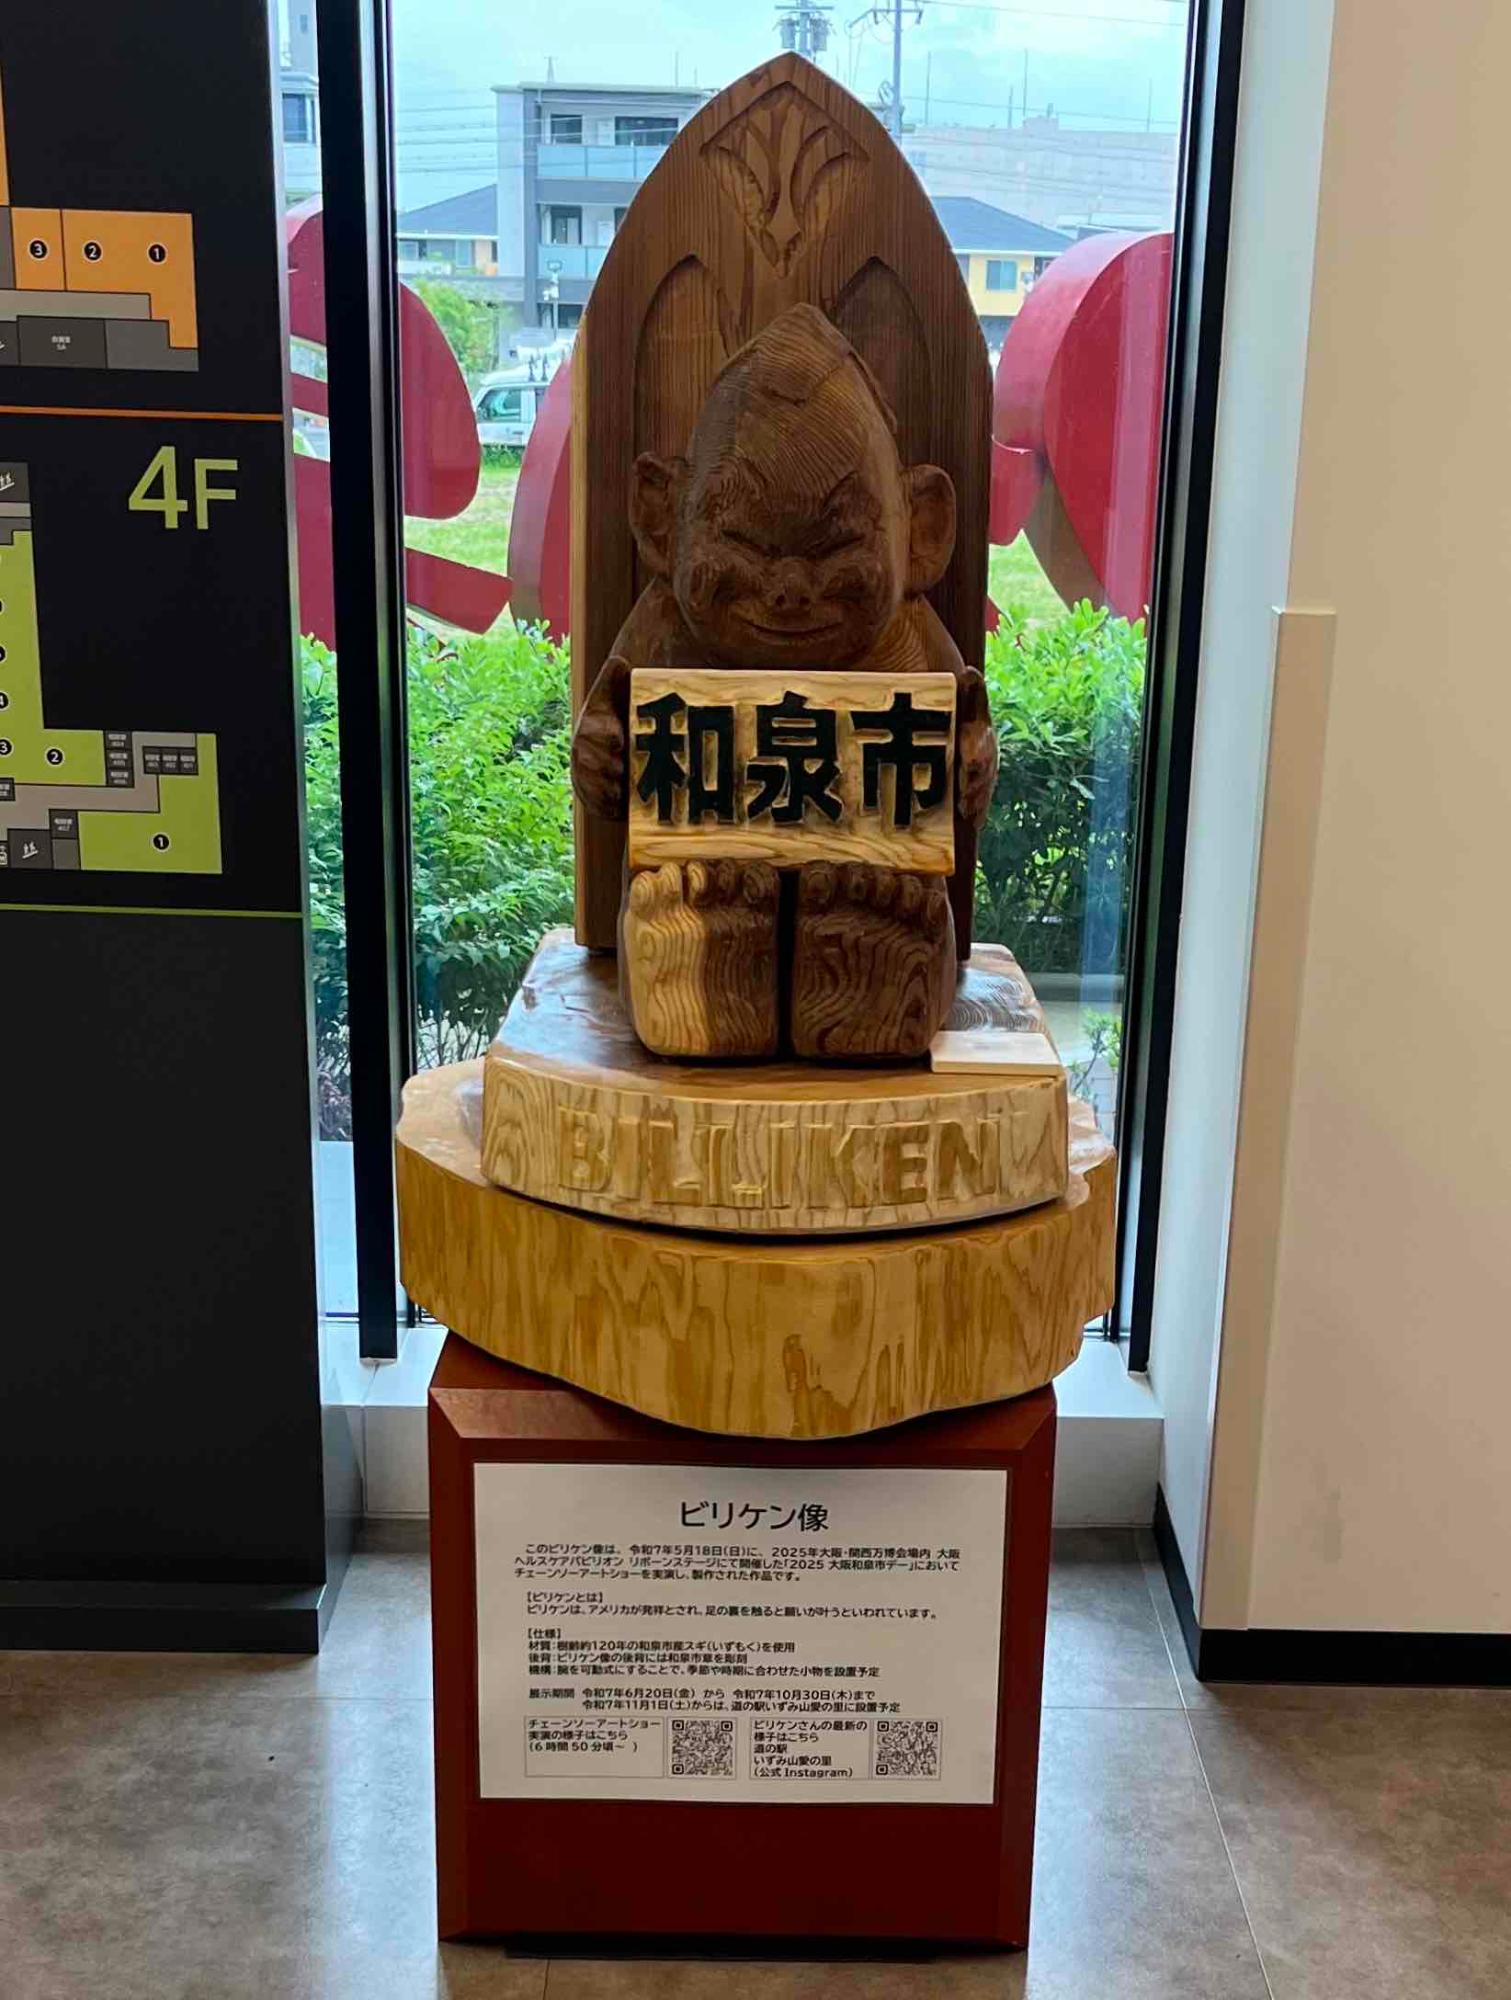 3
2
1
4F
2
3
1
和泉市
BILLIKEN
ビリケン像
このビリケン像は、令和7年5月18日(日)に、2025年大阪・関西万博会場内 大阪
ヘルスケアパビリオン リボーンステージにて開催した「2025 大阪和泉市デー」において
チェーンソーアートショーを実演し、製作された作品です。
【ビリケンとは】
ビリケンは、アメリカが発祥とされ、足の裏を触ると願いが叶うといわれています。
【仕様】
材質:樹齢約120年の和泉市産スギ(いずもく)を使用
後背:ビリケン像の後背には和泉市章を彫刻
機構:腕を可動式にすることで、季節や時期に合わせた小物を設置予定
展示期間 令和7年6月20日(金) から 令和7年10月30日(木)まで
令和7年11月1日(土)からは、道の駅いずみ山愛の里に設置予定
チェーンソーアートショー
実演の様子はこちら
(6時間50分頃~ )
ビリケンさんの最新の
様子はこちら
道の駅
いずみ山愛の里
(公式Instagram)